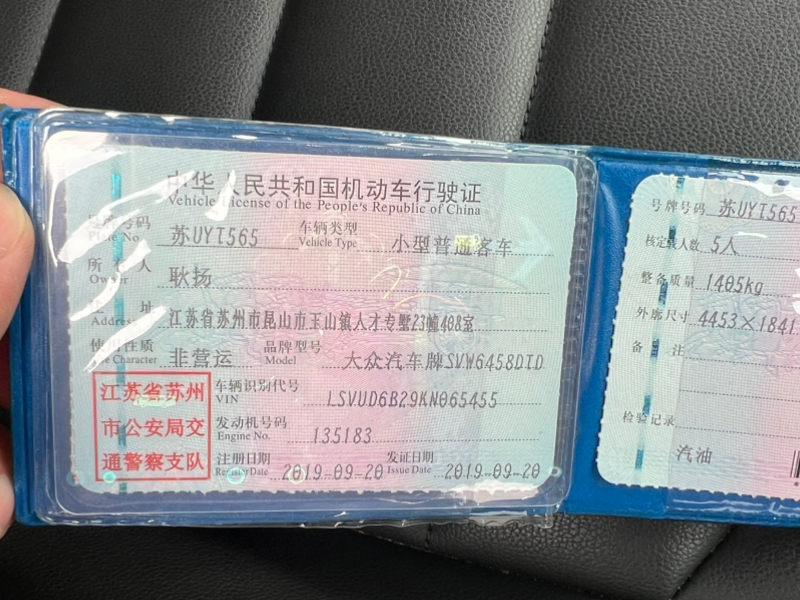 中华人民共和国机动车行驶证
Vehicle License of the People's Republic of China
号牌号码 苏UYT565 车辆类型 小型普通客车
Plate No Vehicle Type
所 人 耿扬
Owner
址 江苏省苏州市昆山市玉山镇人才专墅23幢408室
Address
使用性质 非营运 品牌型号 大众汽车牌SVW6458DTD
Use Character Model
江苏省苏州
市公安局交
通警察支队
车辆识别代号 LSVUD6B29KN065455
VIN
发动机号码 135183
Engine No.
注册日期 2019-09-20 发证日期 2019-09-20
Register Date Issue Date
号牌号码 苏UYT565
核定载人数 5人
整备质量 1405kg
外廓尺寸 4453×1841
备 注
检验记录
汽油